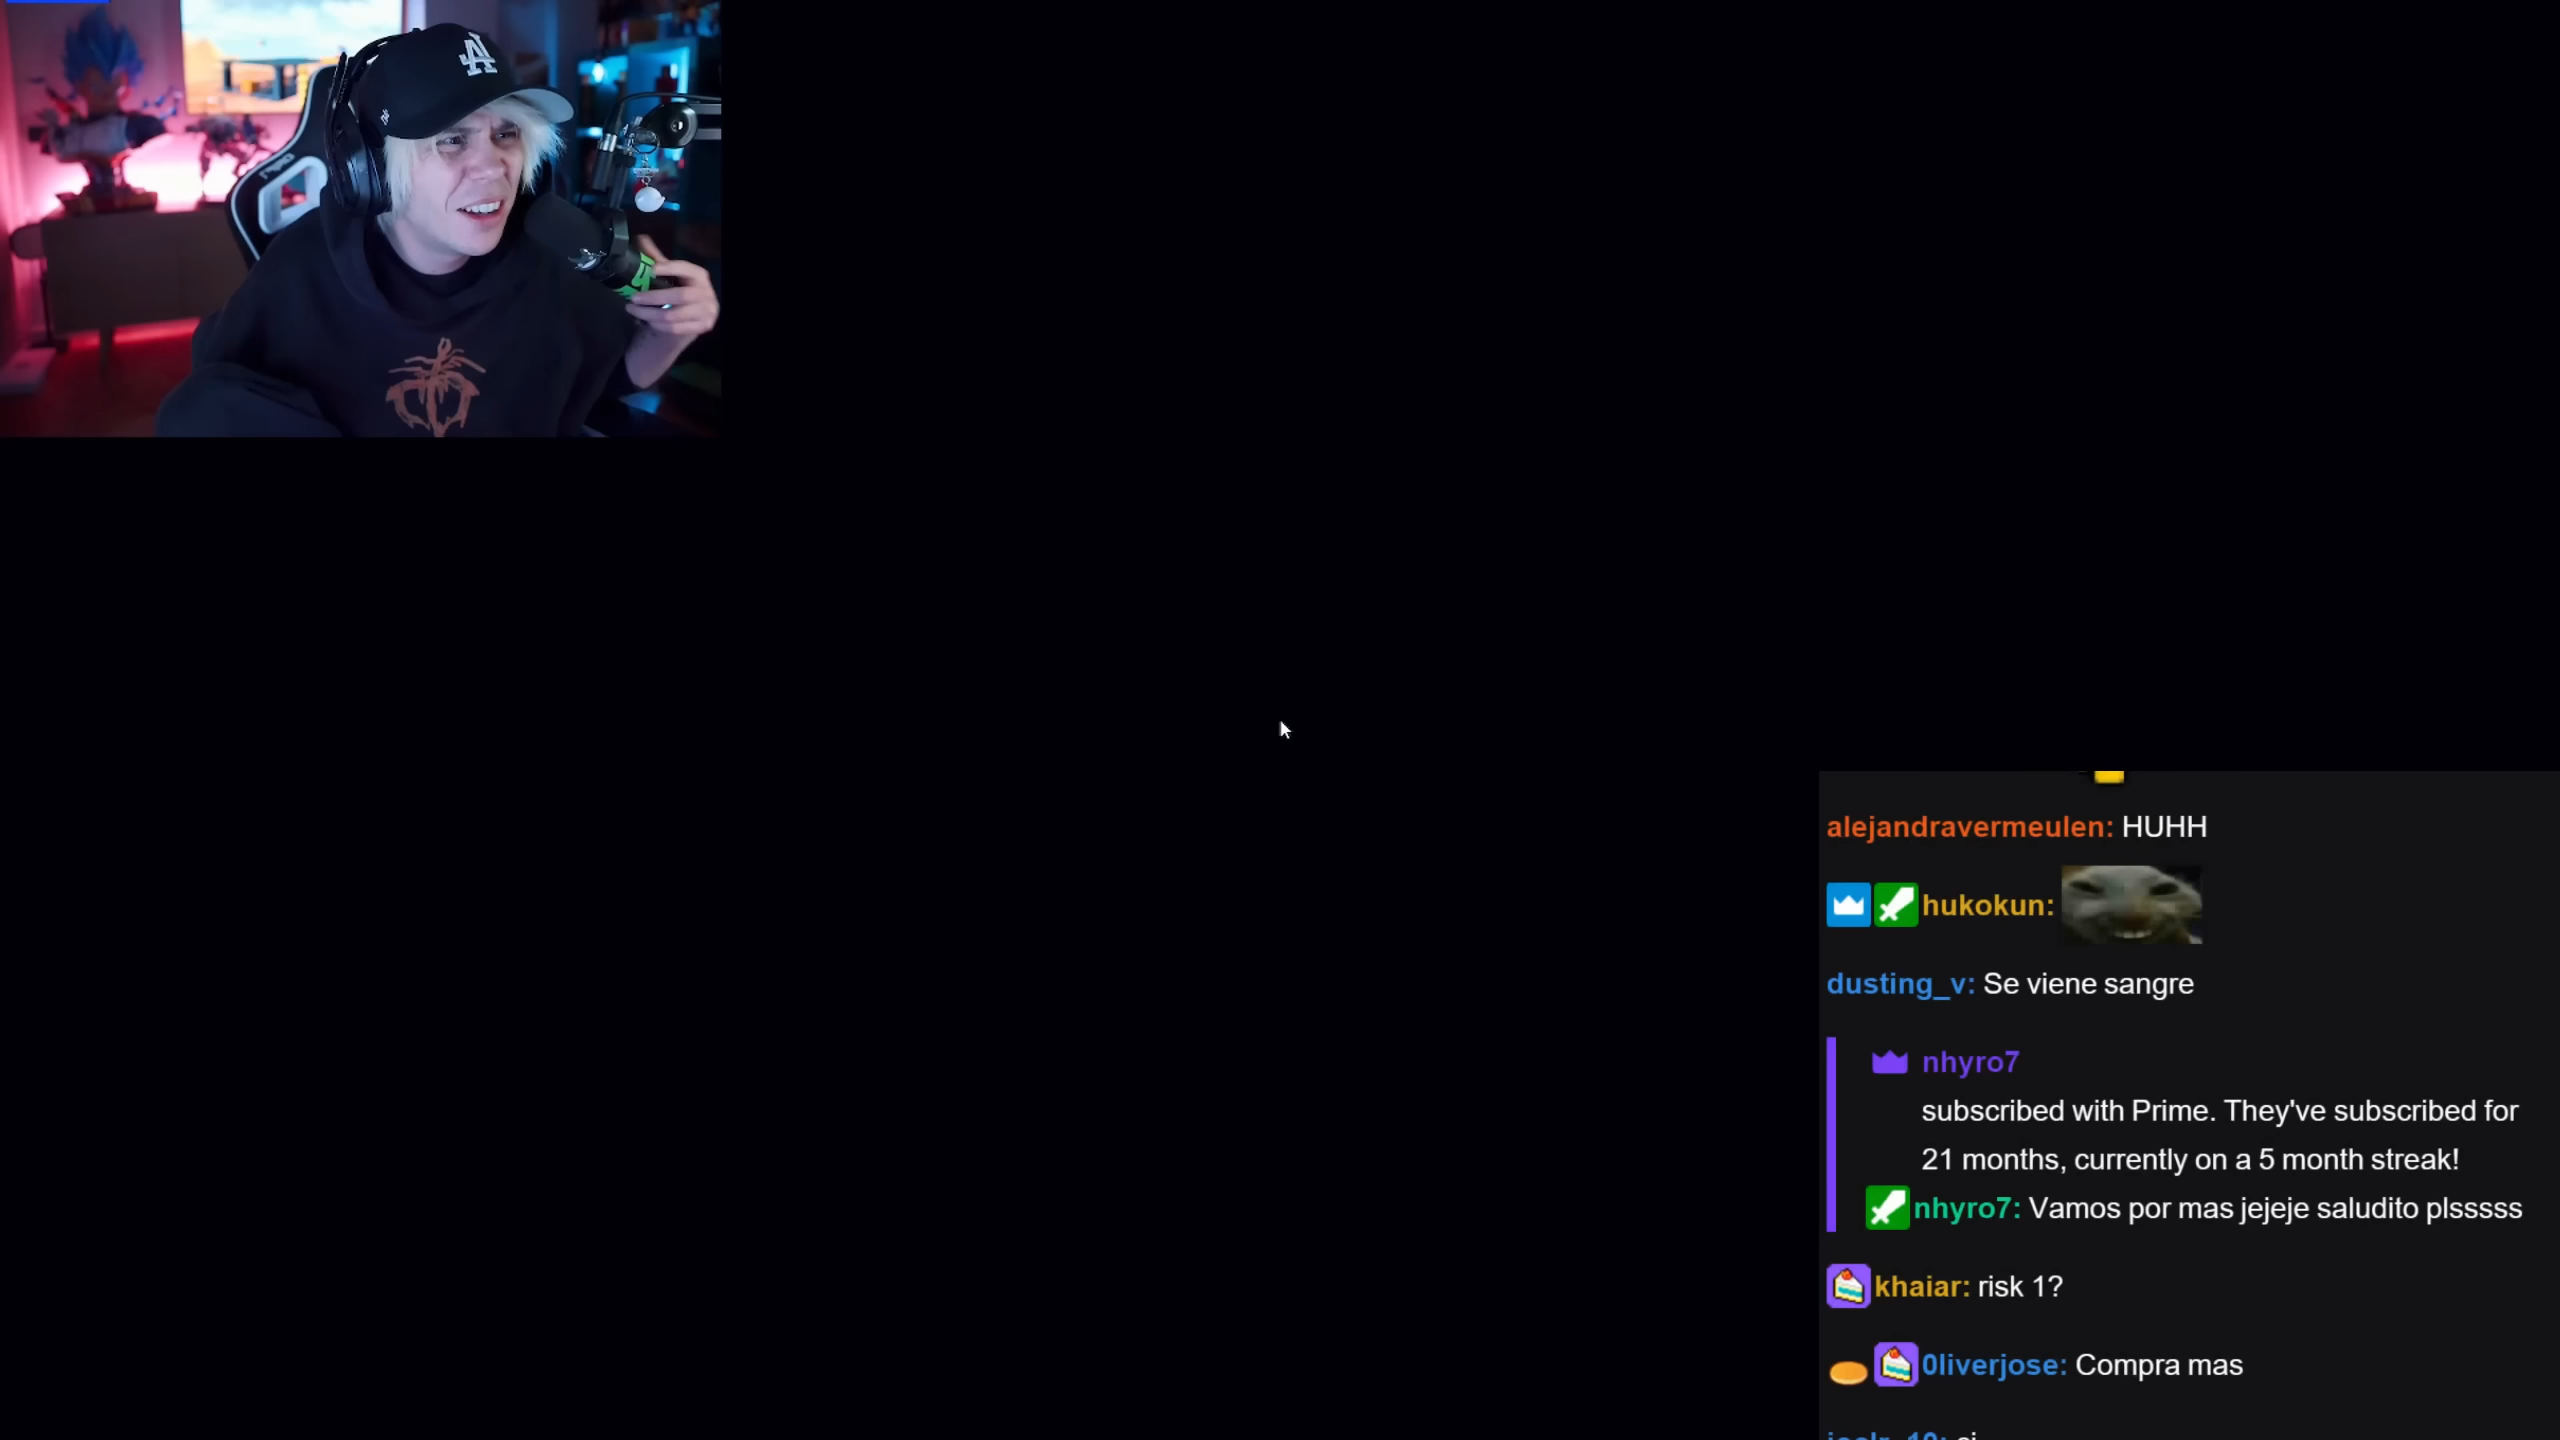 alejandravermeulen: HUHH
hukokun:
dusting_v: Se viene sangre
nhyro7
subscribed with Prime. They've subscribed for
21 months, currently on a 5 month streak!
nhyro7: Vamos por mas jejeje saludito plsssss
khaiar: risk 1?
0liverjose: Compra mas